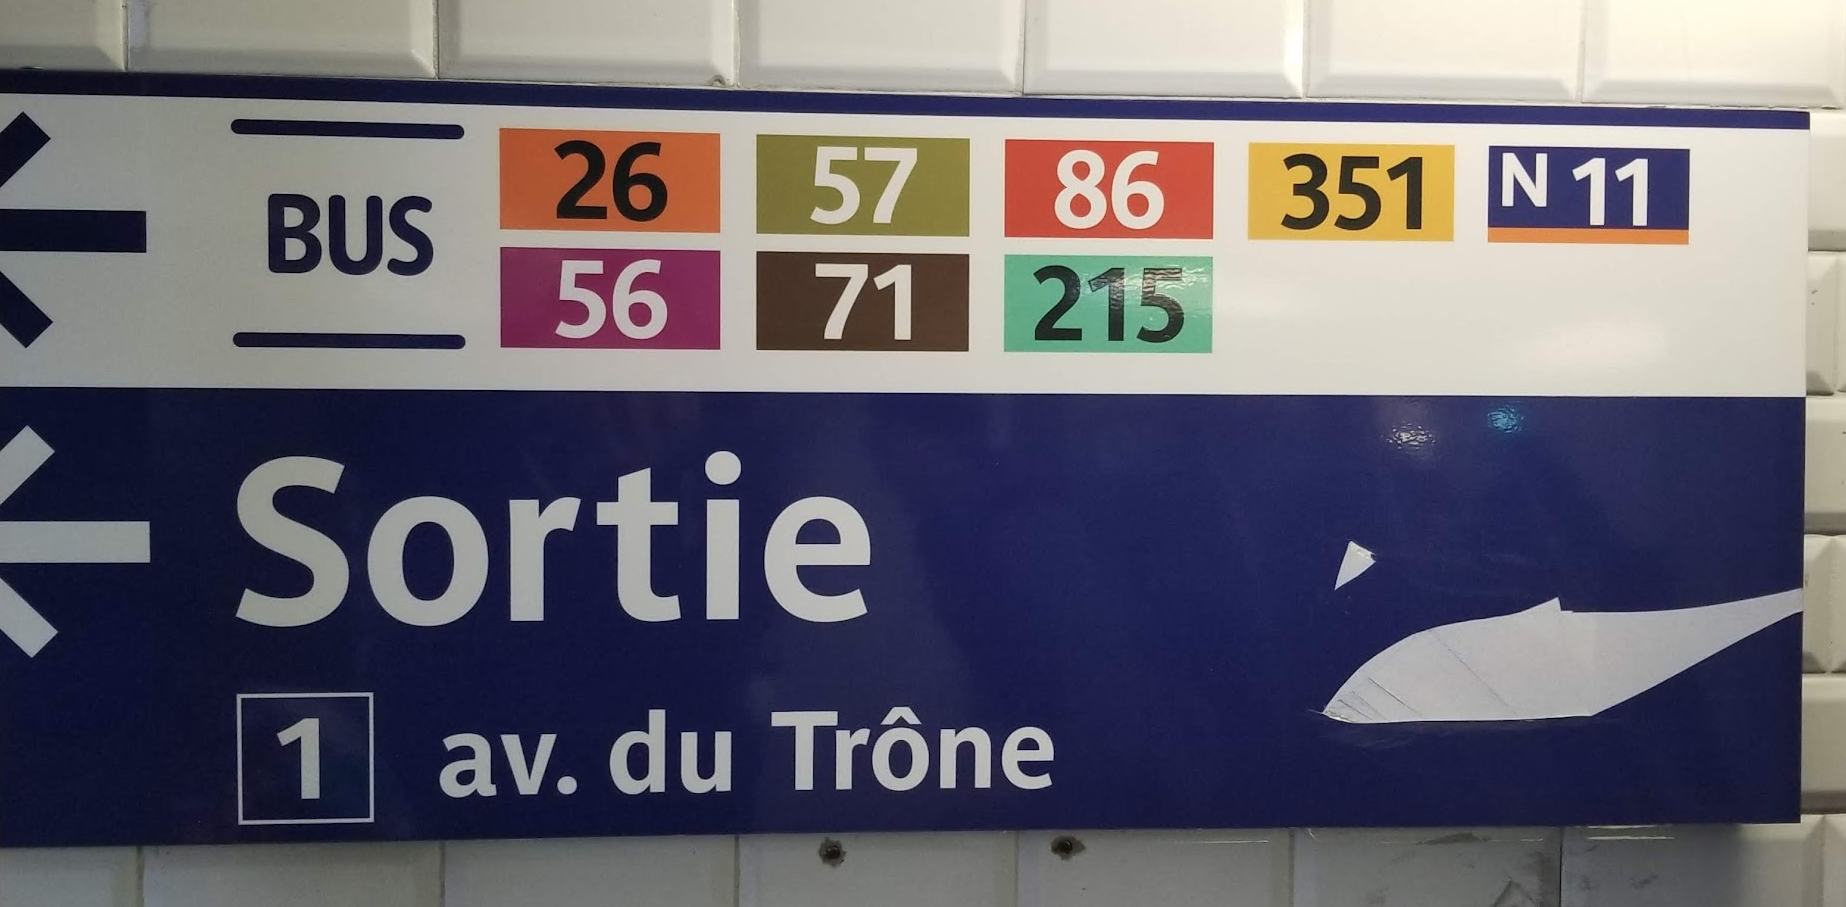 BUS 26 57 86 351 N 11
56 71 215
Sortie
1 av. du Trône